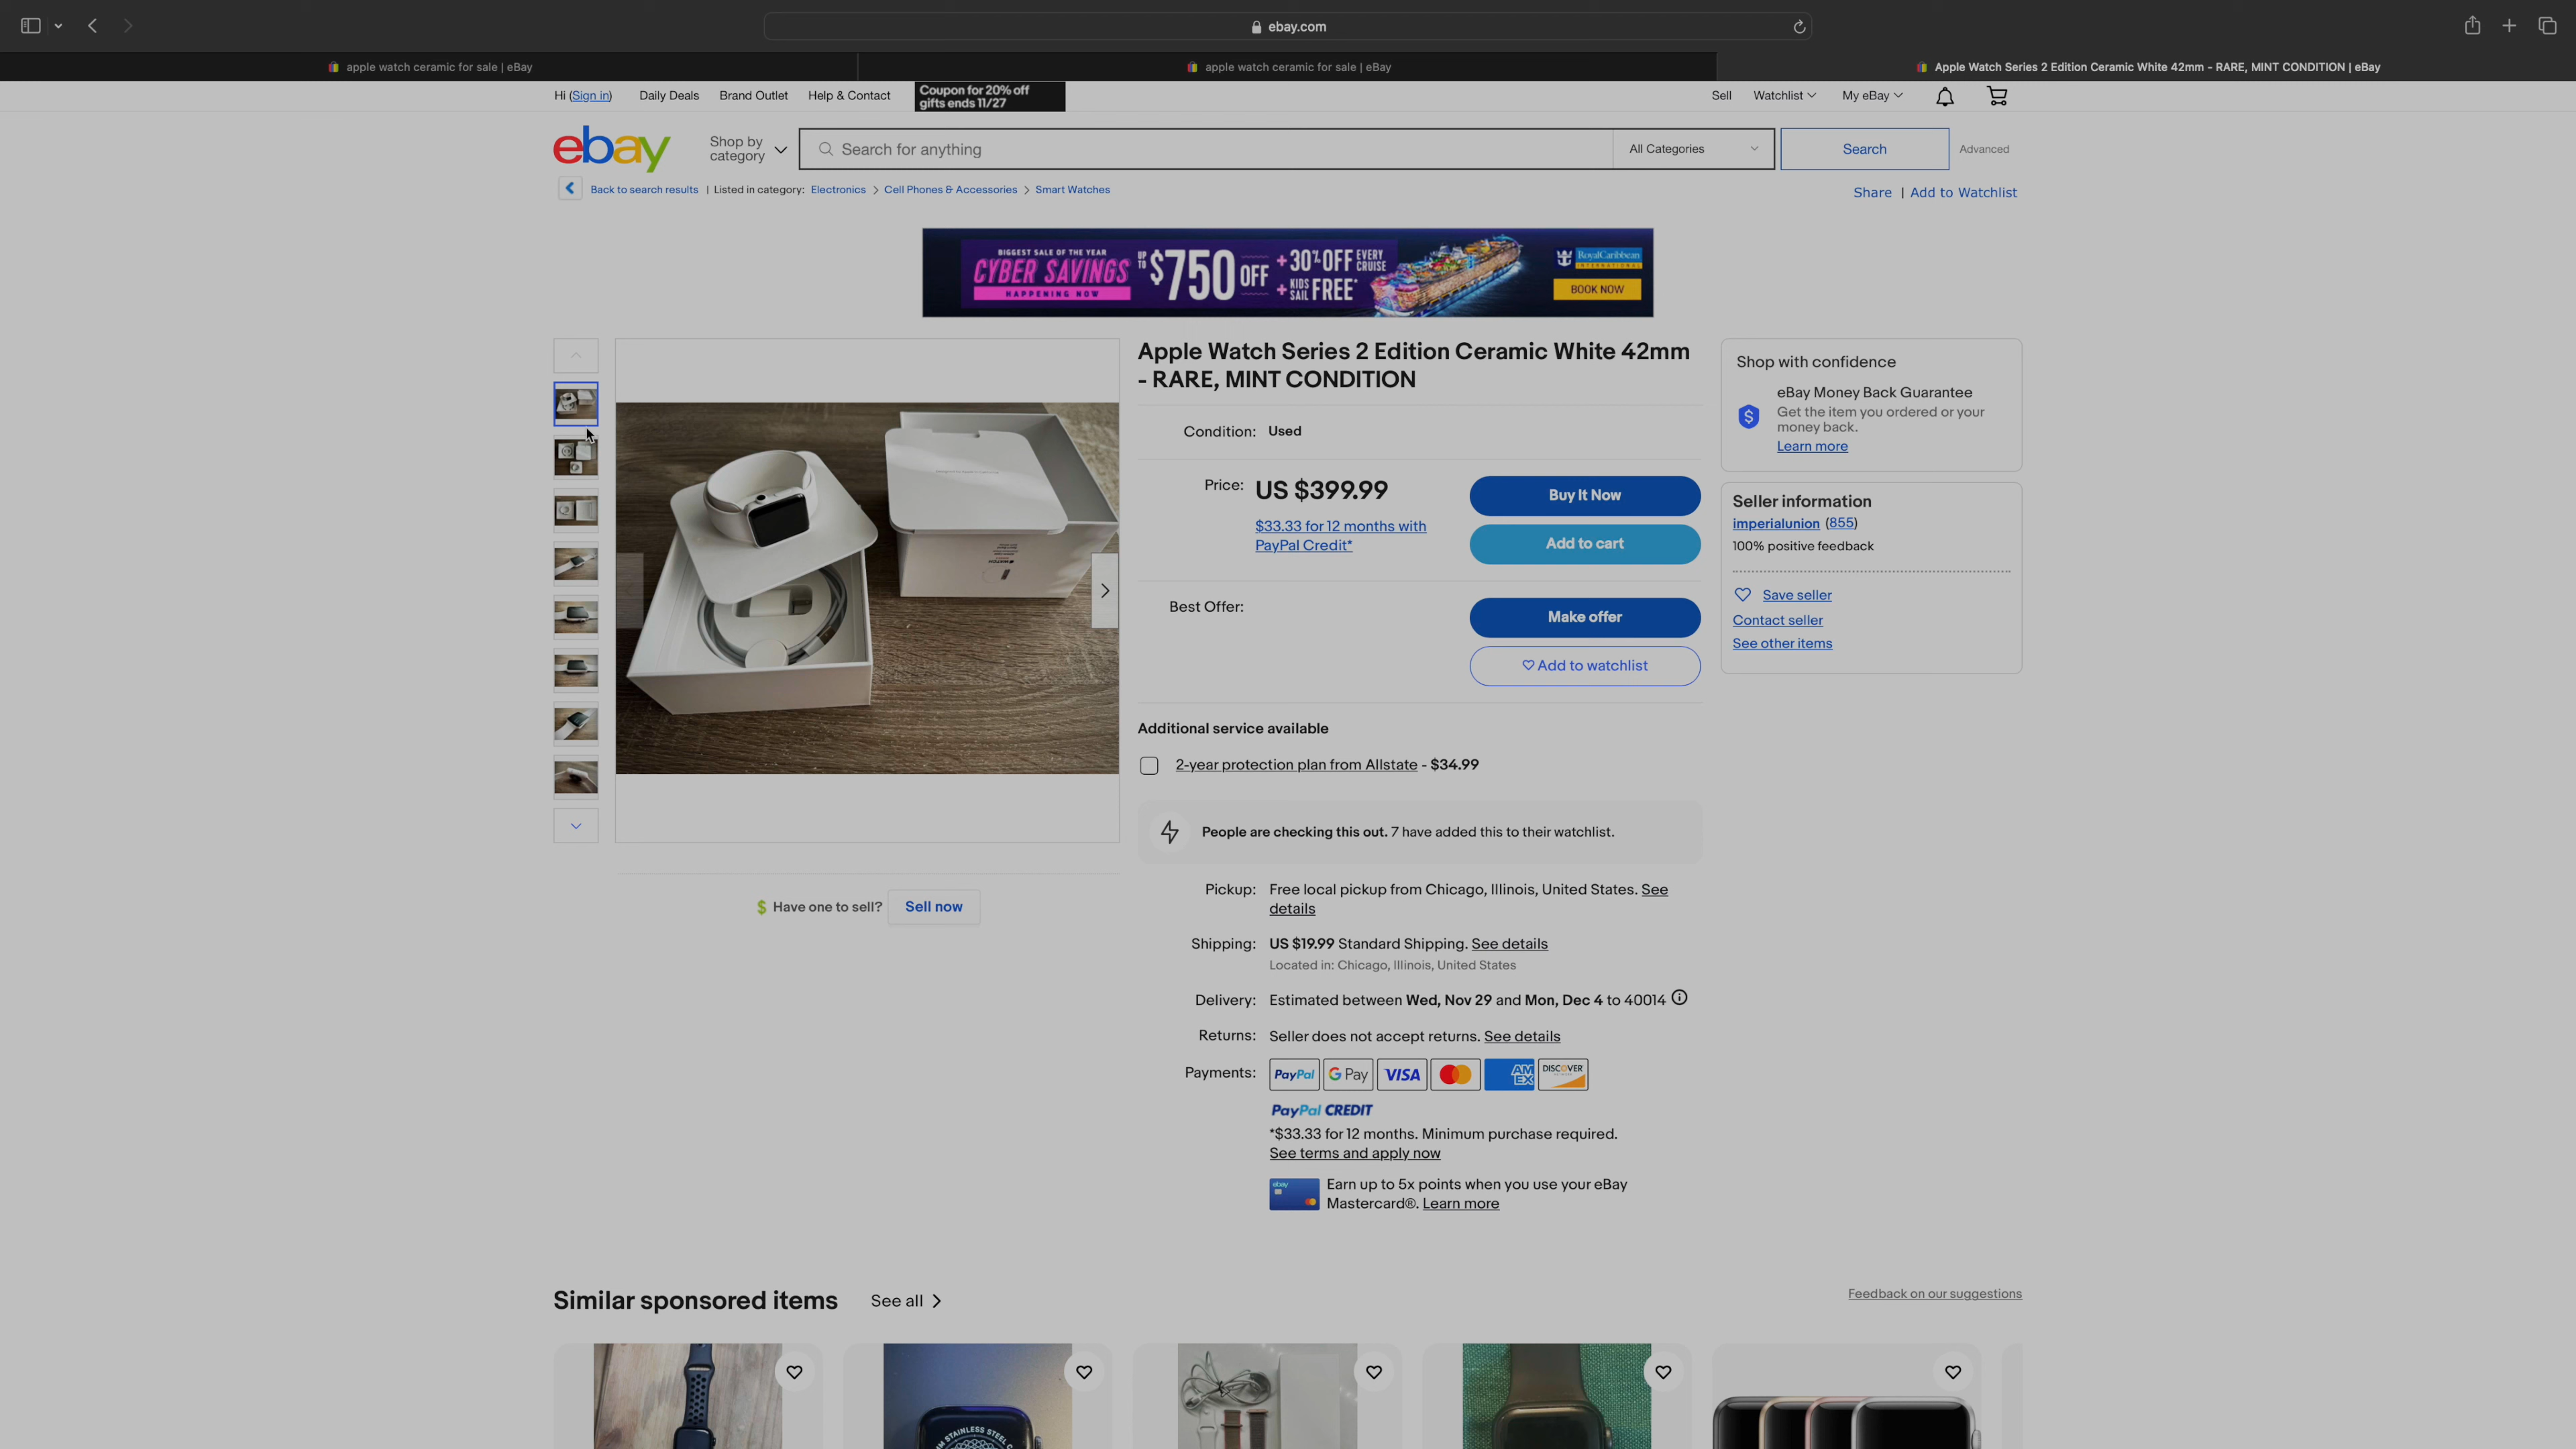 ebay.com
apple watch ceramic for sale | eBay
apple watch ceramic for sale | eBay
Apple Watch Series 2 Edition Ceramic White 42mm - RARE, MINT CONDITION | eBay
Hi (Sign in)
Daily Deals
Brand Outlet
Help & Contact
Coupon for 20% off
gifts ends 11/27
Sell
Watchlist
My eBay
ebay
Shop by
category
Search for anything
All Categories
Search
Advanced
Back to search results | Listed in category: Electronics > Cell Phones & Accessories > Smart Watches
Share | Add to Watchlist
BIGGEST SALE OF THE YEAR
CYBER SAVINGS
HAPPENING NOW
UP TO $750 OFF
+ 30% OFF EVERY CRUISE
+ KIDS SAIL FREE*
RoyalCaribbean
INTERNATIONAL
BOOK NOW
Apple Watch Series 2 Edition Ceramic White 42mm
- RARE, MINT CONDITION
Condition: Used
Price: US $399.99
$33.33 for 12 months with
PayPal Credit*
Buy It Now
Add to cart
Best Offer:
Make offer
Add to watchlist
Additional service available
2-year protection plan from Allstate - $34.99
People are checking this out. 7 have added this to their watchlist.
Pickup: Free local pickup from Chicago, Illinois, United States. See
details
Shipping: US $19.99 Standard Shipping. See details
Located in: Chicago, Illinois, United States
Delivery: Estimated between Wed, Nov 29 and Mon, Dec 4 to 40014
Returns: Seller does not accept returns. See details
Payments: PayPal G Pay VISA AM EX DISCOVER
PayPal CREDIT
*$33.33 for 12 months. Minimum purchase required.
See terms and apply now
ebay
Earn up to 5x points when you use your eBay
Mastercard®. Learn more
Shop with confidence
eBay Money Back Guarantee
Get the item you ordered or your
money back.
Learn more
Seller information
imperialunion (855)
100% positive feedback
Save seller
Contact seller
See other items
Have one to sell? Sell now
Similar sponsored items
See all
Feedback on our suggestions
STAINLESS STEEL